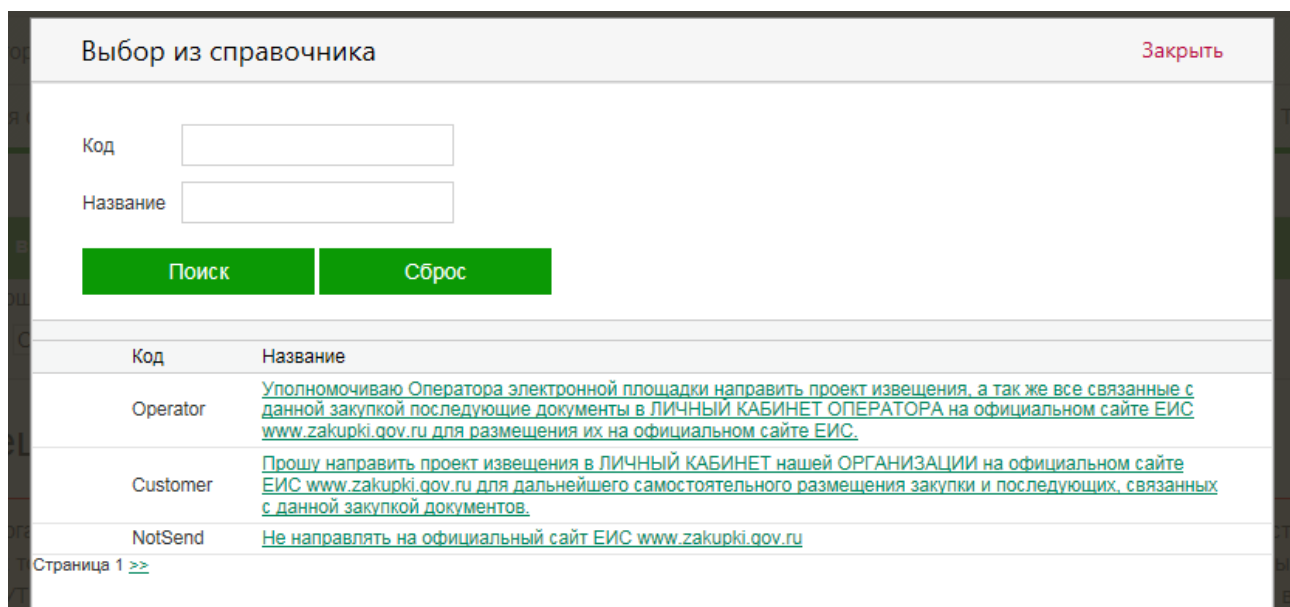 Выбор из справочника
Закрыть
Код
Название
Поиск
Сброс
Код Название
Operator
Уполномочиваю Оператора электронной площадки направить проект извещения, а так же все связанные с
данной закупкой последующие документы в ЛИЧНЫЙ КАБИНЕТ ОПЕРАТОРА на официальном сайте ЕИС
www.zakupki.gov.ru для размещения их на официальном сайте ЕИС.
Customer
Прошу направить проект извещения в ЛИЧНЫЙ КАБИНЕТ нашей ОРГАНИЗАЦИИ на официальном сайте
ЕИС www.zakupki.gov.ru для дальнейшего самостоятельного размещения закупки и последующих, связанных
с данной закупкой документов.
NotSend Не направлять на официальный сайт ЕИС www.zakupki.gov.ru
Страница 1 >>